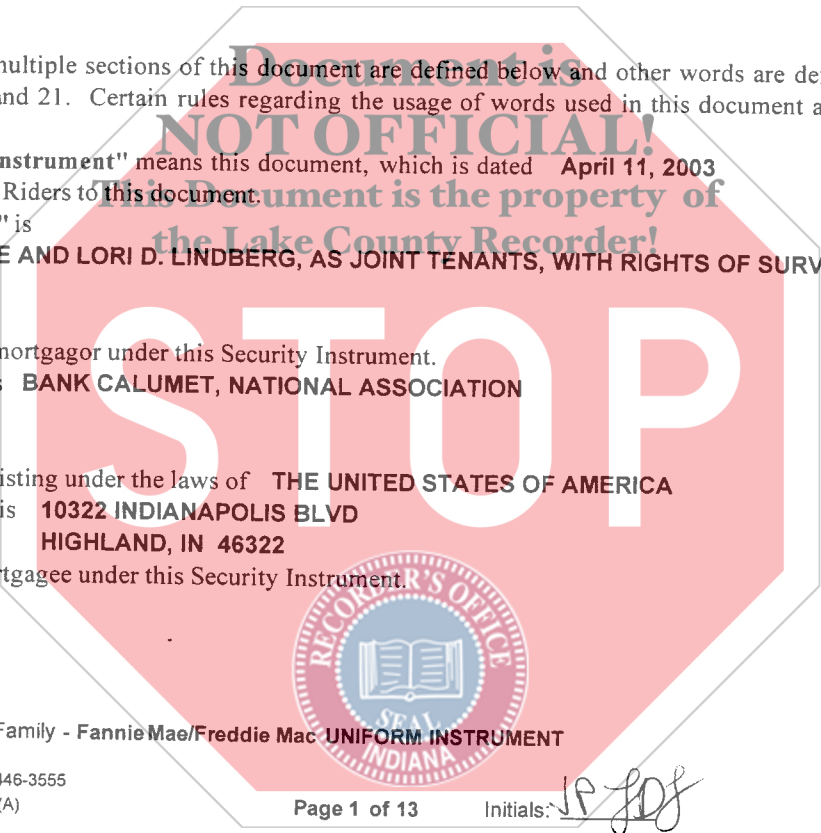 Document is
multiple sections of this document are defined below and other words are de
and 21. Certain rules regarding the usage of words used in this document a
NOT OFFICIAL!
nstrument" means this document, which is dated April 11, 2003
Riders to this document.
This Document is the property of
" is
the Lake County Recorder!
E AND LORI D. LINDBERG, AS JOINT TENANTS, WITH RIGHTS OF SURV
STOP
mortgagor under this Security Instrument.
s BANK CALUMET, NATIONAL ASSOCIATION
isting under the laws of THE UNITED STATES OF AMERICA
is 10322 INDIANAPOLIS BLVD
HIGHLAND, IN 46322
rtgagee under this Security Instrument.
RECORDER'S OFFICE
SEAL
INDIANA
Family - Fannie Mae/Freddie Mac UNIFORM INSTRUMENT
446-3555
(A)
Page 1 of 13 Initials: JP LDL